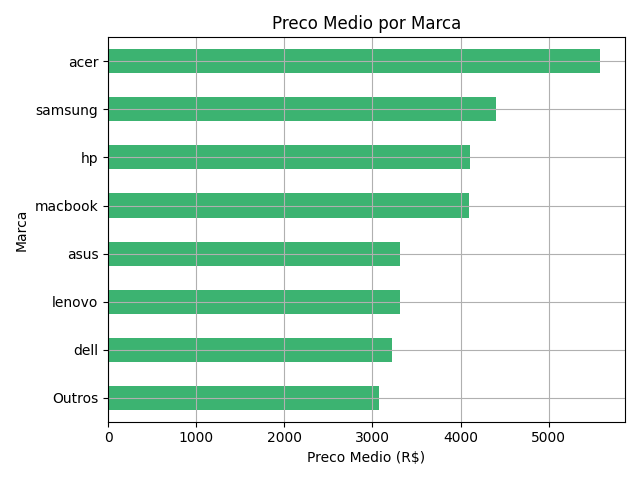 Preco Medio por Marca
acer
samsung
hp
macbook
asus
lenovo
dell
Outros
Marca
0 1000 2000 3000 4000 5000
Preco Medio (R$)